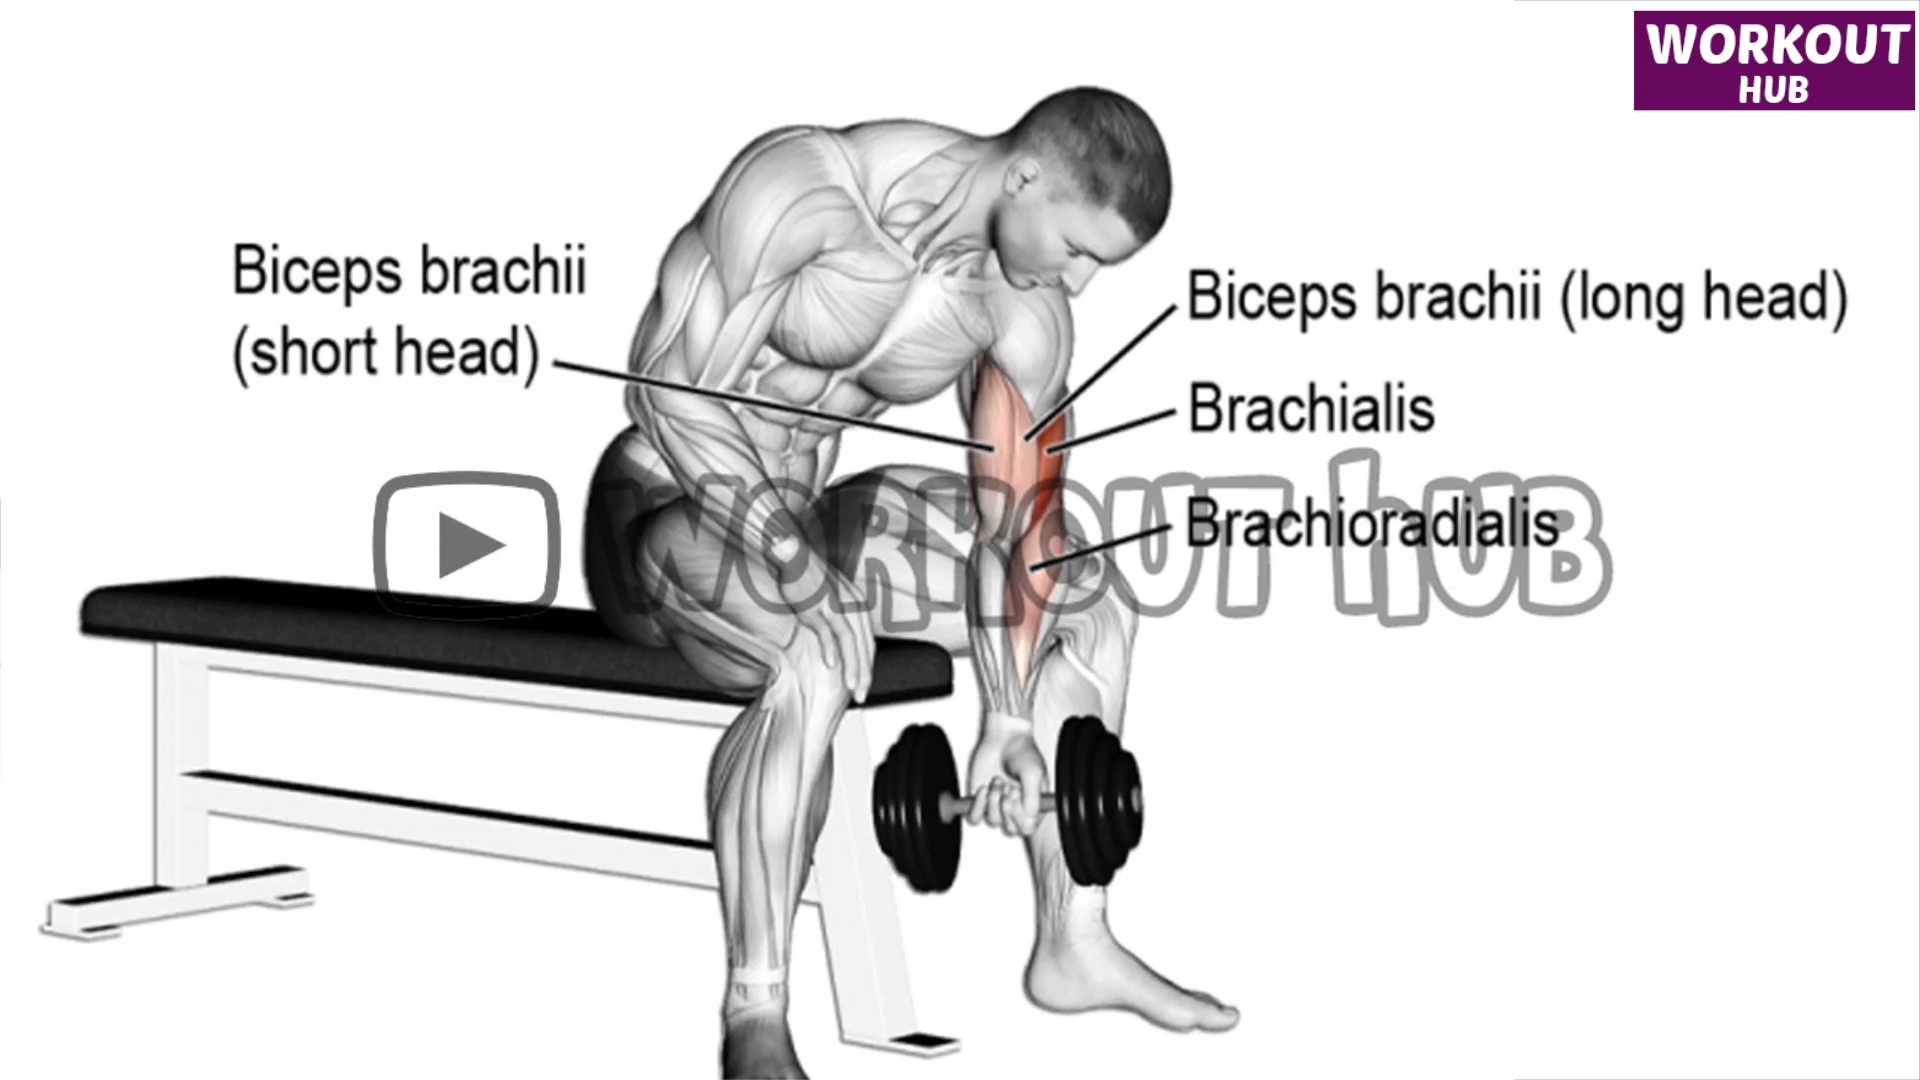 WORKOUT
HUB
Biceps brachii
(short head)
Biceps brachii (long head)
Brachialis
Brachioradialis
WORKOUT hUB